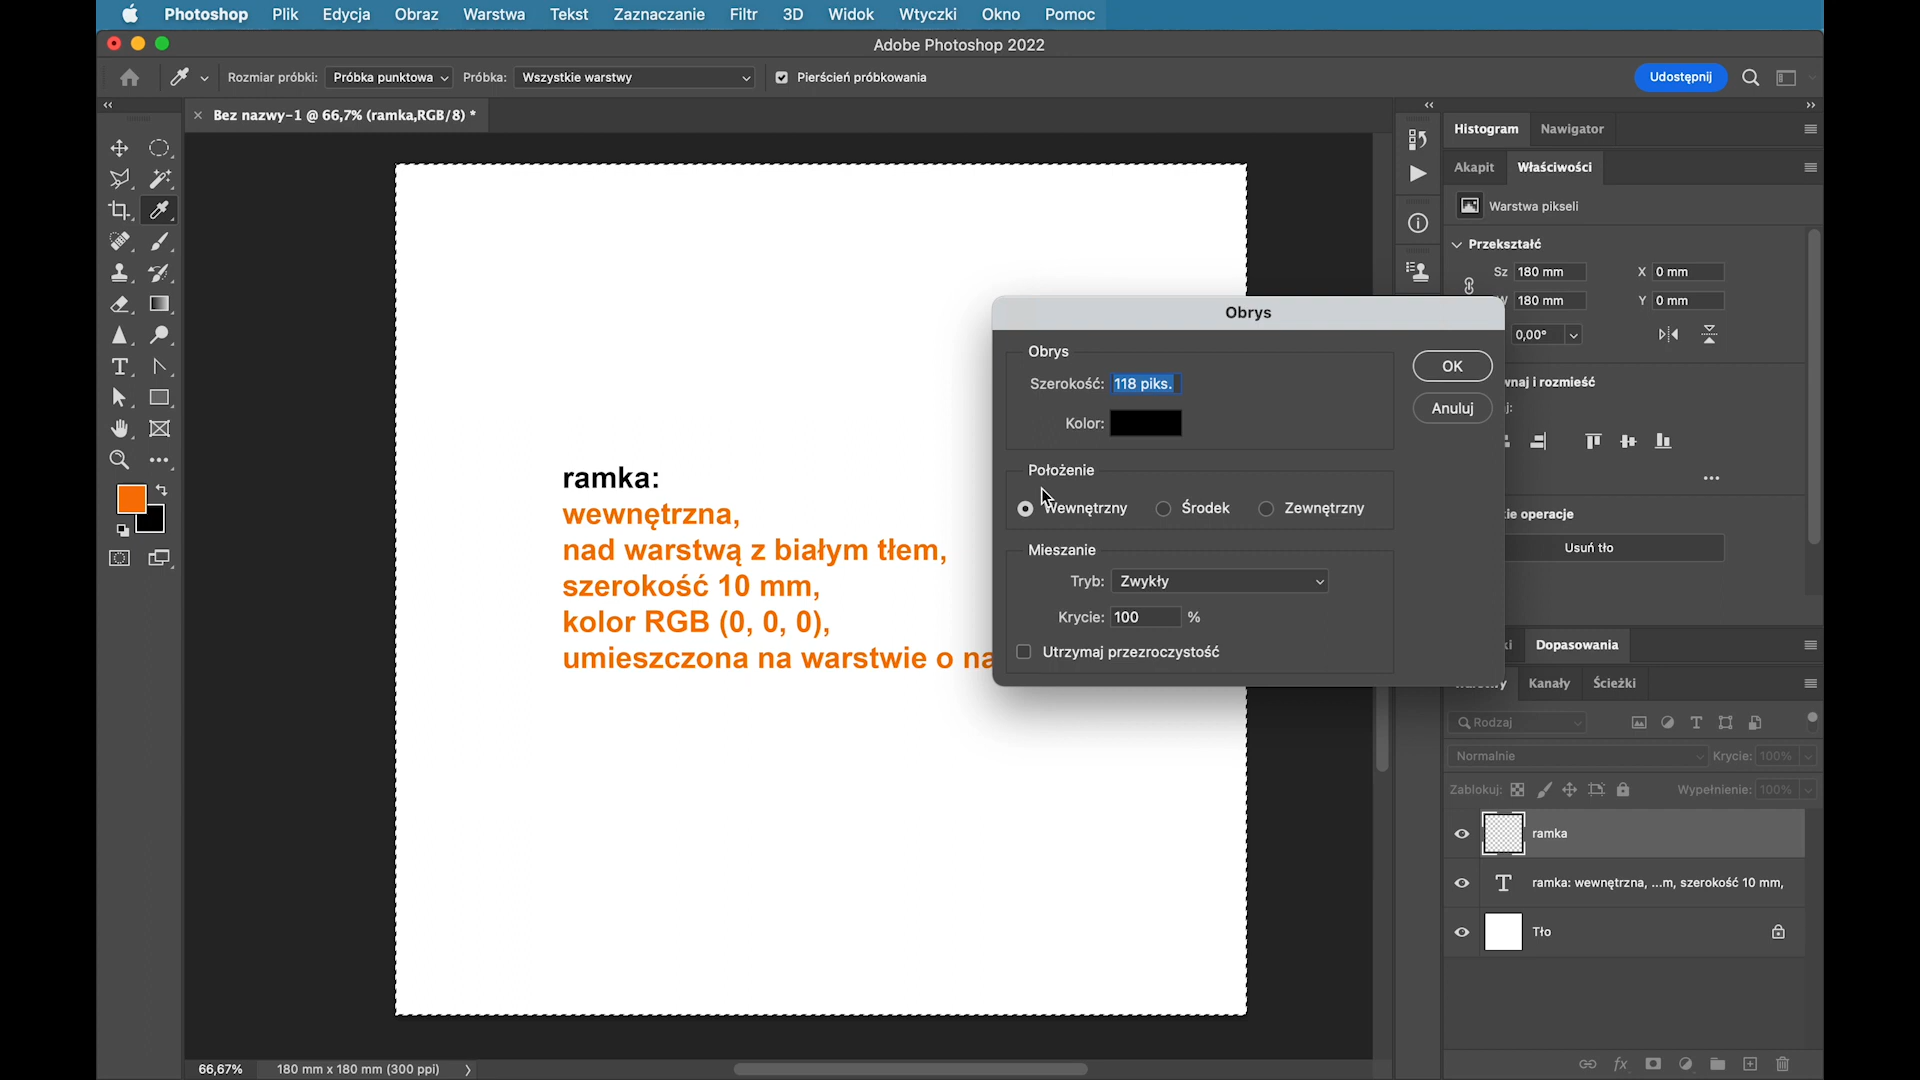 Photoshop Plik Edycja Obraz Warstwa Tekst Zaznaczanie Filtr 3D Widok Wtyczki Okno Pomoc
Adobe Photoshop 2022
Rozmiar próbki: Próbka punktowa Próbka: Wszystkie warstwy Pierścień próbkowania Udostępnij
Bez nazwy-1 @ 66,7% (ramka,RGB/8) *
Histogram Nawigator
Akapit Właściwości
Warstwa pikseli
Przekształć
Sz 180 mm X 0 mm
180 mm Y 0 mm
0,00°
Obrys
Obrys
Szerokość: 118 piks.
Kolor:
OK
Anuluj
Położenie
Wewnętrzny Środek Zewnętrzny
Mieszanie
Tryb: Zwykły
Krycie: 100 %
Utrzymaj przezroczystość
ramka:
wewnętrzna,
nad warstwą z białym tłem,
szerokość 10 mm,
kolor RGB (0, 0, 0),
umieszczona na warstwie o na
wnaj i rozmieść
kie operacje
Usuń tło
Dopasowania
Kanały Ścieżki
Rodzaj
Normalnie Krycie: 100%
Zablokuj: Wypełnienie: 100%
ramka
T ramka: wewnętrzna, ...m, szerokość 10 mm,
Tło
fx
66,67% 180 mm x 180 mm (300 ppi)